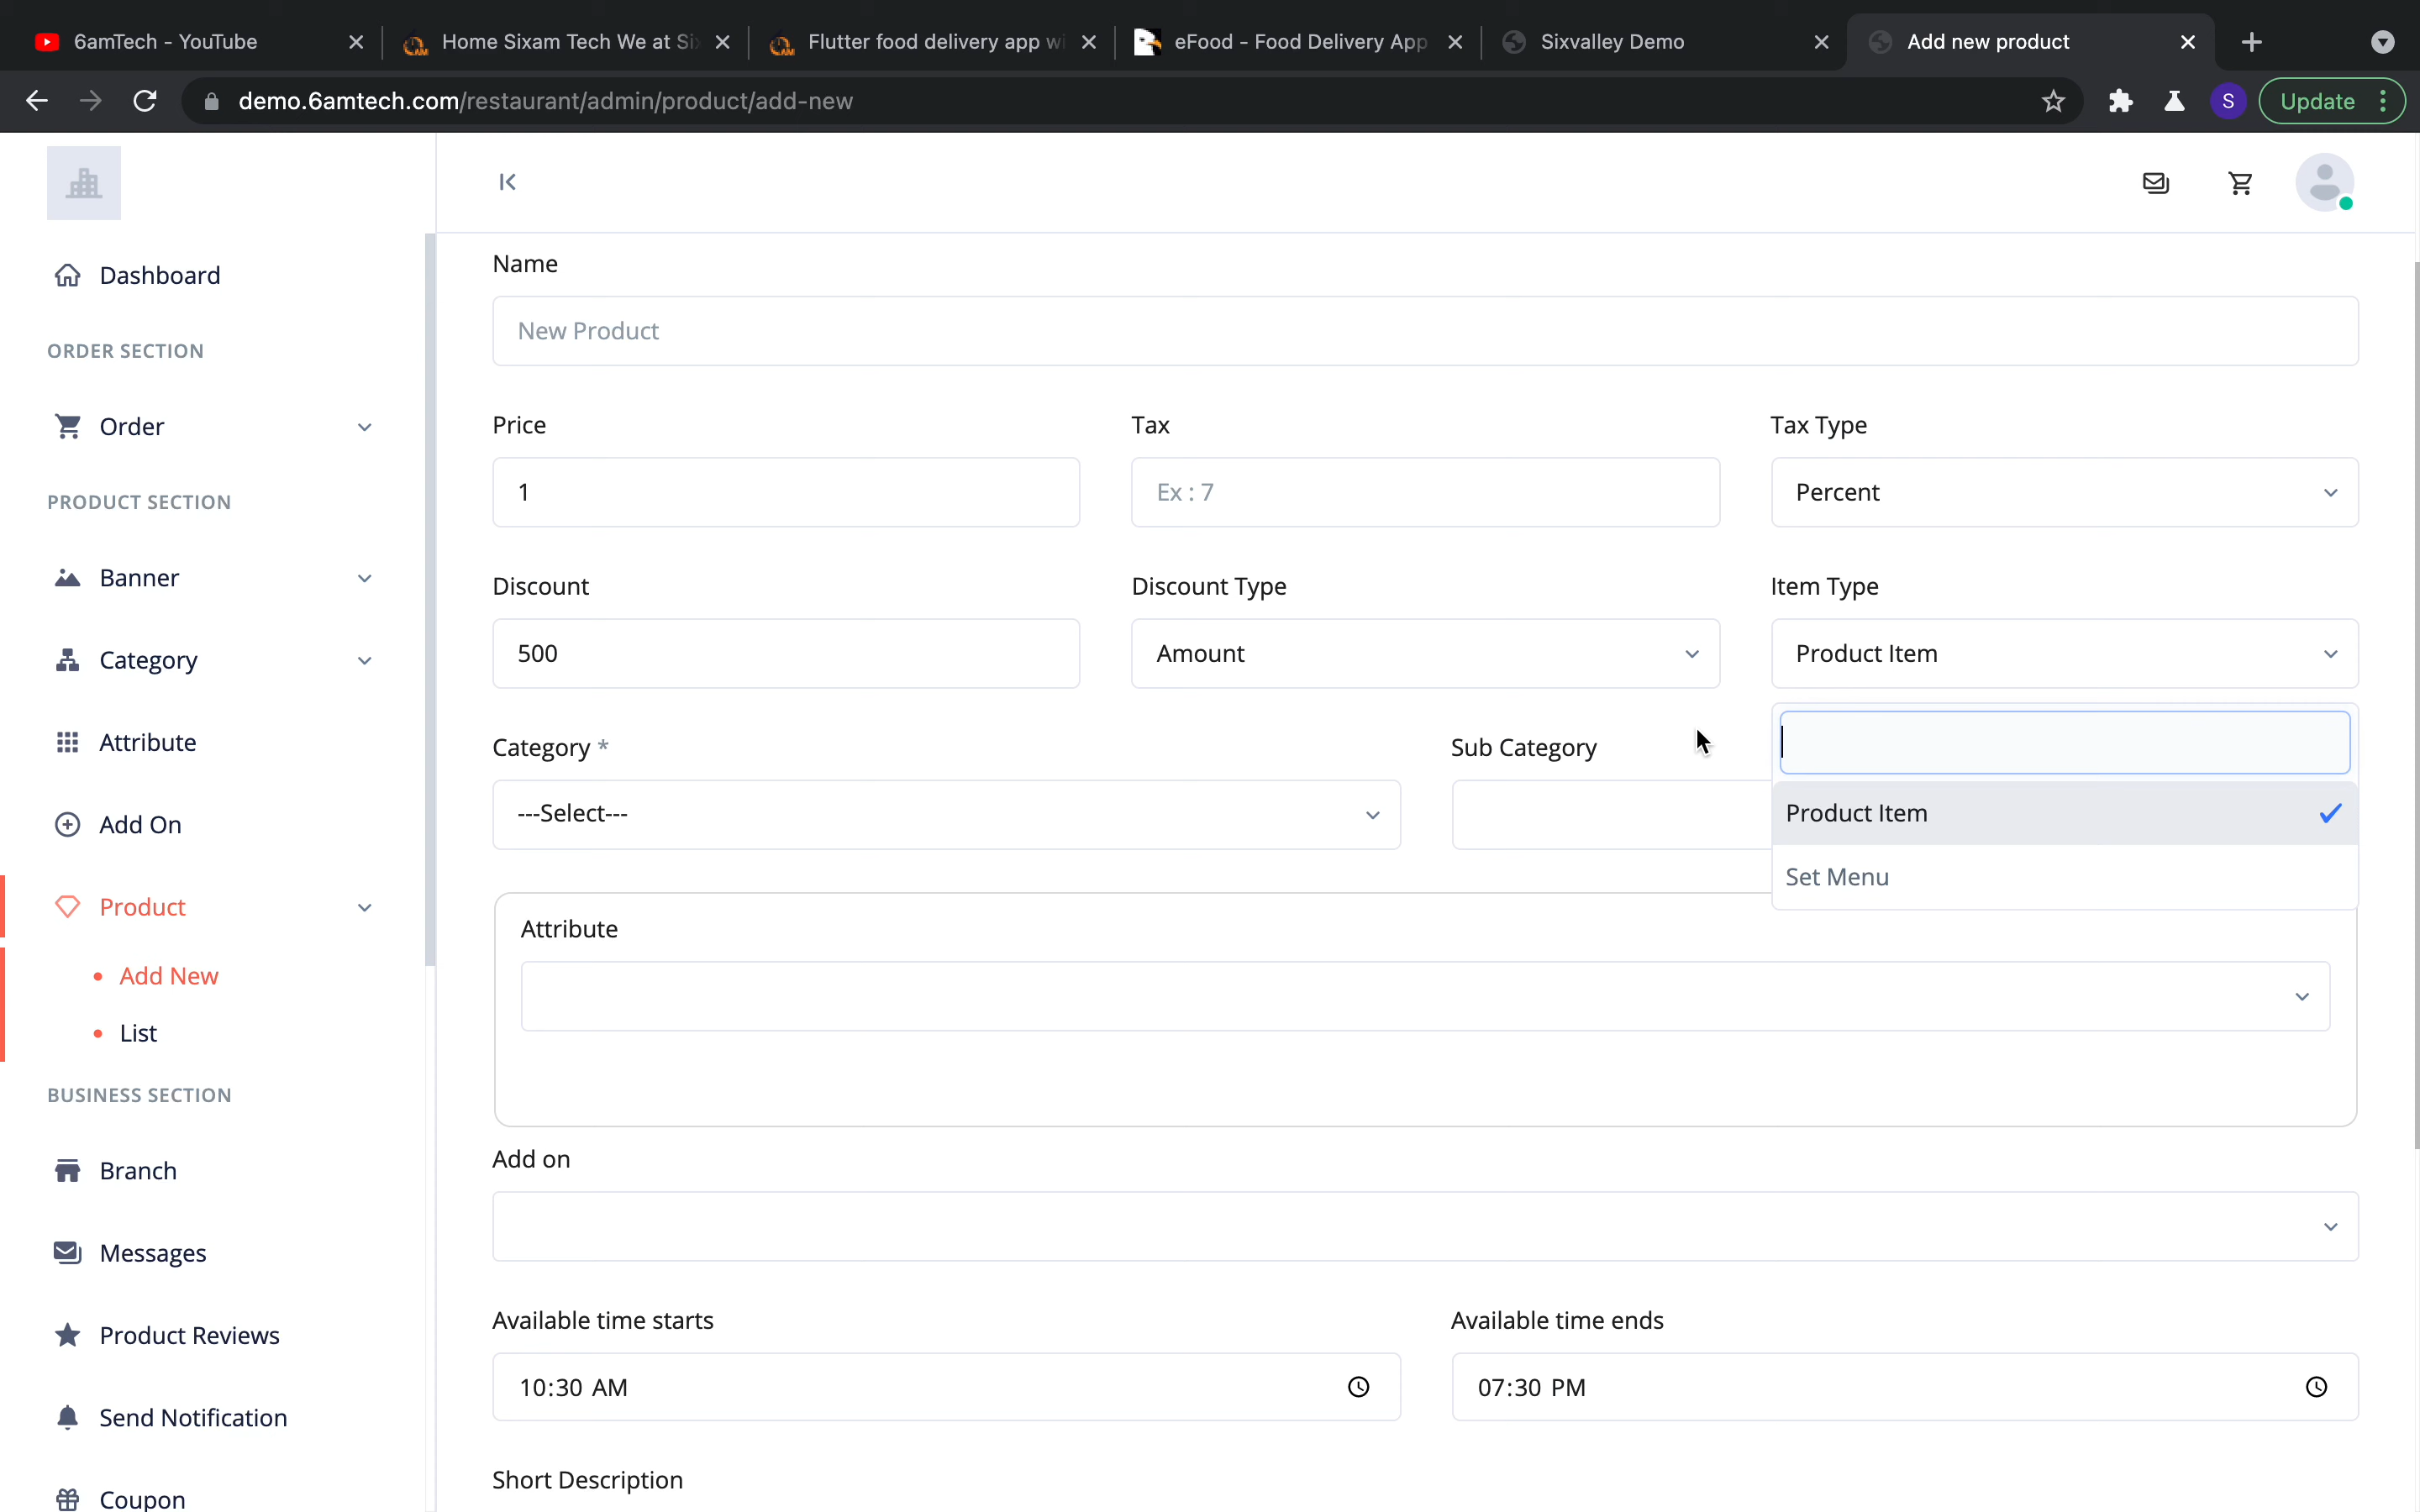 6amTech - YouTube
Home Sixam Tech We at Si
Flutter food delivery app wi
eFood - Food Delivery App
Sixvalley Demo
Add new product
demo.6amtech.com/restaurant/admin/product/add-new
S
Update
Dashboard
ORDER SECTION
Order
PRODUCT SECTION
Banner
Category
Attribute
Add On
Product
Add New
List
BUSINESS SECTION
Branch
Messages
Product Reviews
Send Notification
Coupon
Name
New Product
Price
Tax
Tax Type
1
Ex : 7
Percent
Discount
Discount Type
Item Type
500
Amount
Product Item
Category *
Sub Category
---Select---
Product Item
Set Menu
Attribute
Add on
Available time starts
Available time ends
10:30 AM
07:30 PM
Short Description